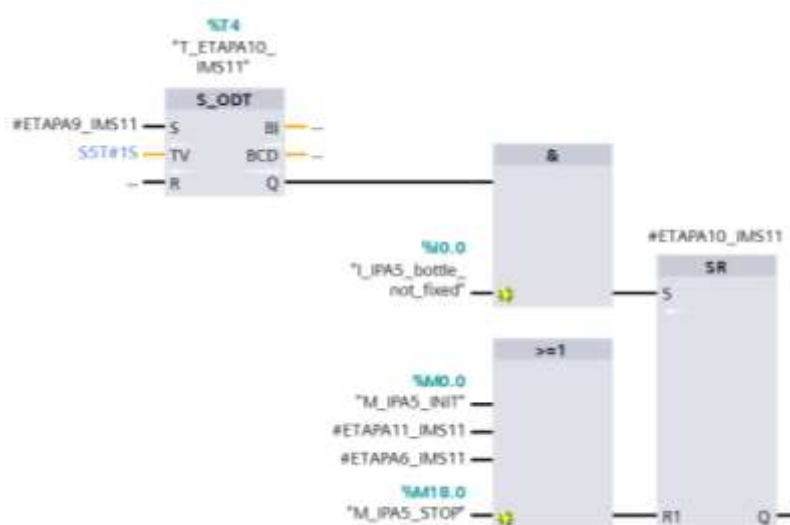 %T4
"T_ETAPA10_
IMS11"
S_ODT
#ETAPA9_IMS11 S BI ...
S5T#1S TV BCD ...
... R Q
&
%I0.0
"I_IPA5_bottle_
not_fixed"
#ETAPA10_IMS11
SR
S
>=1
%M0.0
"M_IPA5_INIT"
#ETAPA11_IMS11
#ETAPA6_IMS11
%M18.0
"M_IPA5_STOP"
R1 Q